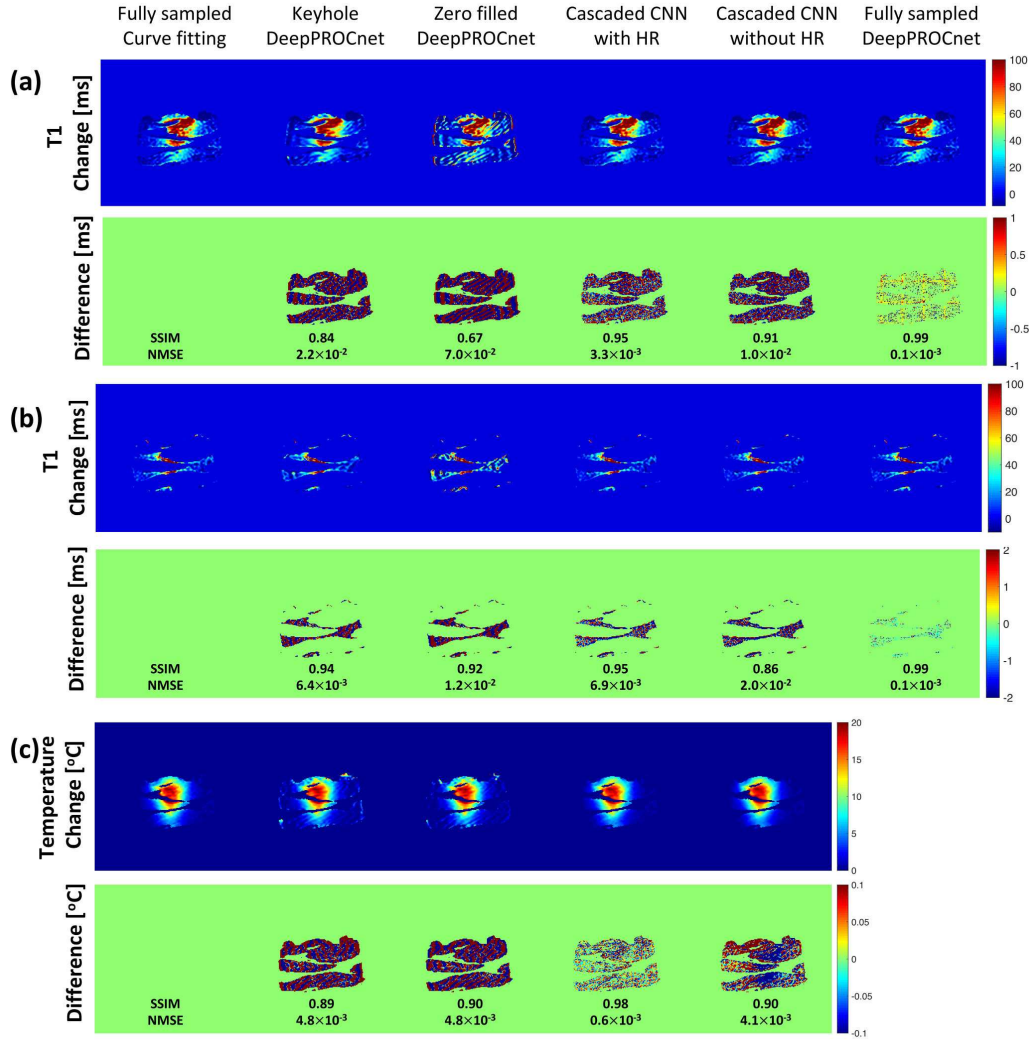 Fully sampled Keyhole Zero filled Cascaded CNN Cascaded CNN Fully sampled
Curve fitting DeepPROCnet DeepPROCnet with HR without HR DeepPROCnet
(a)
T1
Change [ms]
100
80
60
40
20
0
Difference [ms]
1
0.5
0
-0.5
-1
SSIM 0.84 0.67 0.95 0.91 0.99
NMSE 2.2×10-2 7.0×10-2 3.3×10-3 1.0×10-2 0.1×10-3
(b)
T1
Change [ms]
100
80
60
40
20
0
Difference [ms]
2
1
0
-1
-2
SSIM 0.94 0.92 0.95 0.86 0.99
NMSE 6.4×10-3 1.2×10-2 6.9×10-3 2.0×10-2 0.1×10-3
(c)
Temperature
Change [oC]
20
15
10
5
0
Difference [oC]
0.1
0.05
0
-0.05
-0.1
SSIM 0.89 0.90 0.98 0.90
NMSE 4.8×10-3 4.8×10-3 0.6×10-3 4.1×10-3